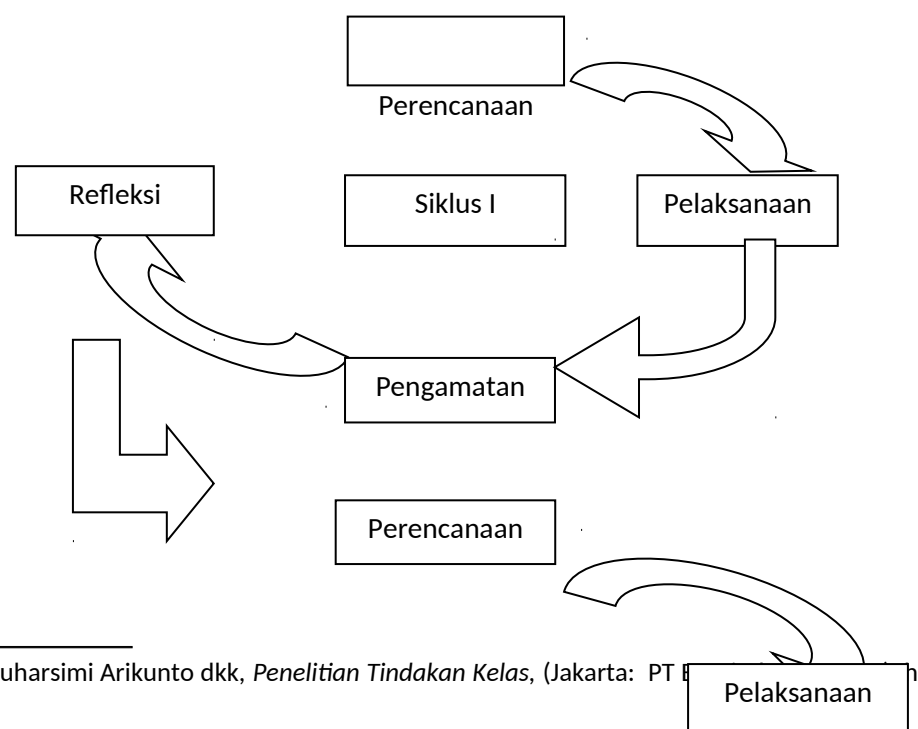 Perencanaan
Refleksi
Siklus I
Pelaksanaan
Pengamatan
Perencanaan
uharsimi Arikunto dkk, Penelitian Tindakan Kelas, (Jakarta: PT
Pelaksanaan